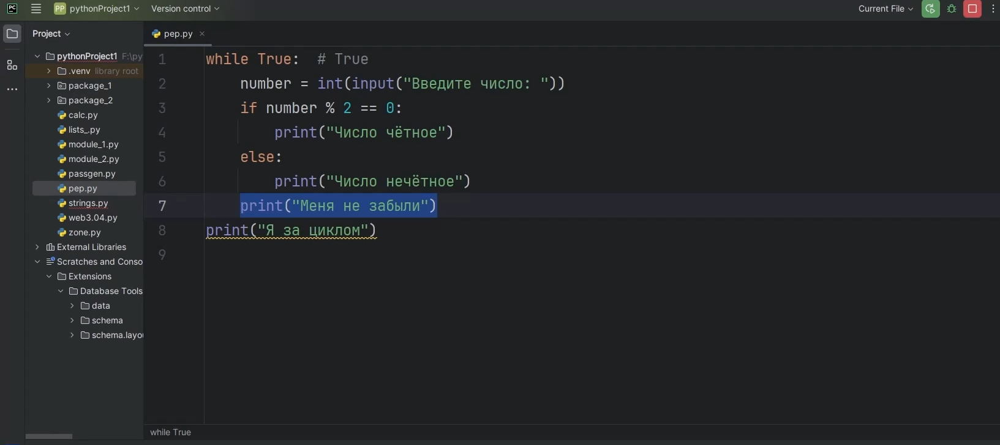 PC PP pythonProject1 Version control Current File
Project
pythonProject1 F:\py
.venv library root
package_1
package_2
calc.py
lists_.py
module_1.py
module_2.py
passgen.py
pep.py
strings.py
web3.04.py
zone.py
External Libraries
Scratches and Conso
Extensions
Database Tools
data
schema
schema.layou
pep.py
1 while True:  # True
2     number = int(input("Введите число: "))
3     if number % 2 == 0:
4         print("Число чётное")
5     else:
6         print("Число нечётное")
7     print("Меня не забыли")
8 print("Я за циклом")
9
while True